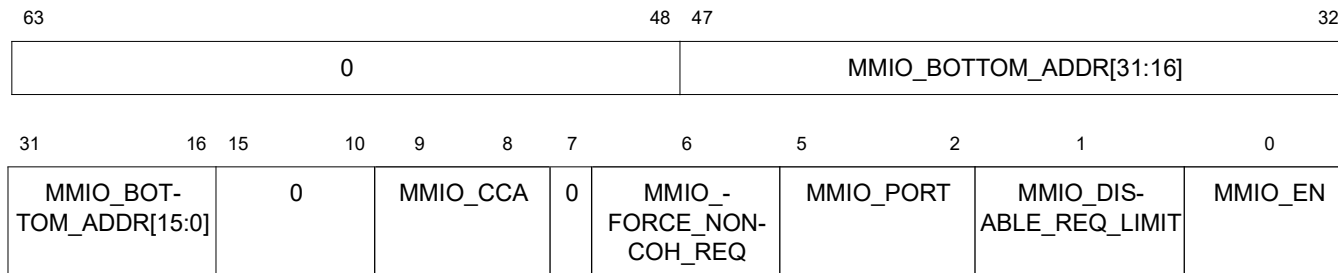 63 48 47 32
0 MMIO_BOTTOM_ADDR[31:16]
31 16 15 10 9 8 7 6 5 2 1 0
MMIO_BOT- 0 MMIO_CCA 0 MMIO_- MMIO_PORT MMIO_DIS- MMIO_EN
TOM_ADDR[15:0] FORCE_NON- ABLE_REQ_LIMIT
COH_REQ